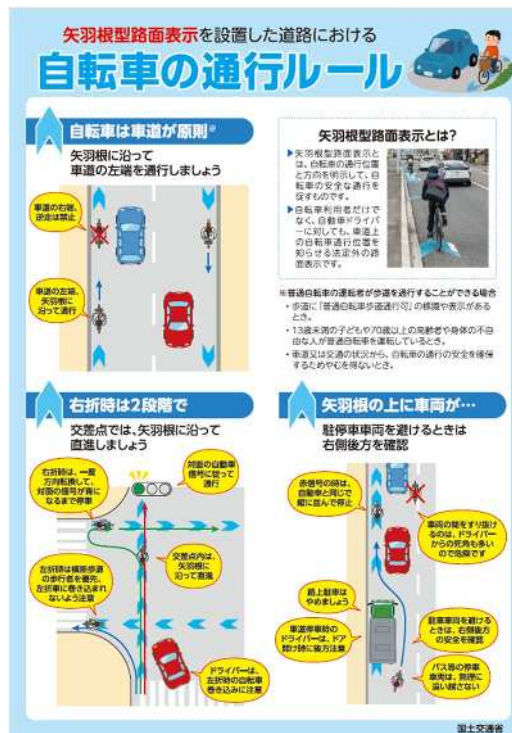 矢羽根型路面表示を設置した道路における
自転車の通行ルール
自転車は車道が原則※
矢羽根に沿って
車道の左端を通行しましょう
車道の右端、
逆走は禁止
車道の左端、
矢羽根に
沿って通行
矢羽根型路面表示とは?
▶矢羽根型路面表示と
は、自転車の通行位置
と方向を明示して、自
転車の安全な通行を
促すものです。
▶自転車利用者だけで
なく、自動車ドライバ
ーに対しても、車道上
の自転車通行位置を
知らせる法定外の路
面表示です。
※普通自転車の運転者が歩道を通行することができる場合
・歩道に「普通自転車歩道通行可」の標識や表示がある
とき。
・13歳未満の子どもや70歳以上の高齢者や身体の不自
由な人が普通自転車を運転しているとき。
・車道又は交通の状況から、自転車の通行の安全を確保
するためやむを得ないとき。
右折時は2段階で
交差点では、矢羽根に沿って
直進しましょう
右折時は、一度
方向転換して、
対面の信号が青に
なるまで停車
対面の自動車
信号に従って
通行
左折時は横断歩道
の歩行者を優先、
左折車に巻き込まれ
ないよう注意
交差点内は、
矢羽根に
沿って直進
ドライバーは、
左折時の自転車
巻き込みに注意
矢羽根の上に車両が…
駐停車車両を避けるときは
右側後方を確認
赤信号の時は、
自動車と同じで
縦に並んで停止
車両の間をすり抜け
るのは、ドライバー
からの死角も多い
ので危険です
路上駐車は
やめましょう
車道停車時の
ドライバーは、ドア
開け時に後方注意
駐車車両を避ける
ときは、右側後方
の安全を確認
バス等の停車
車両は、無理に
追い越さない
国土交通省